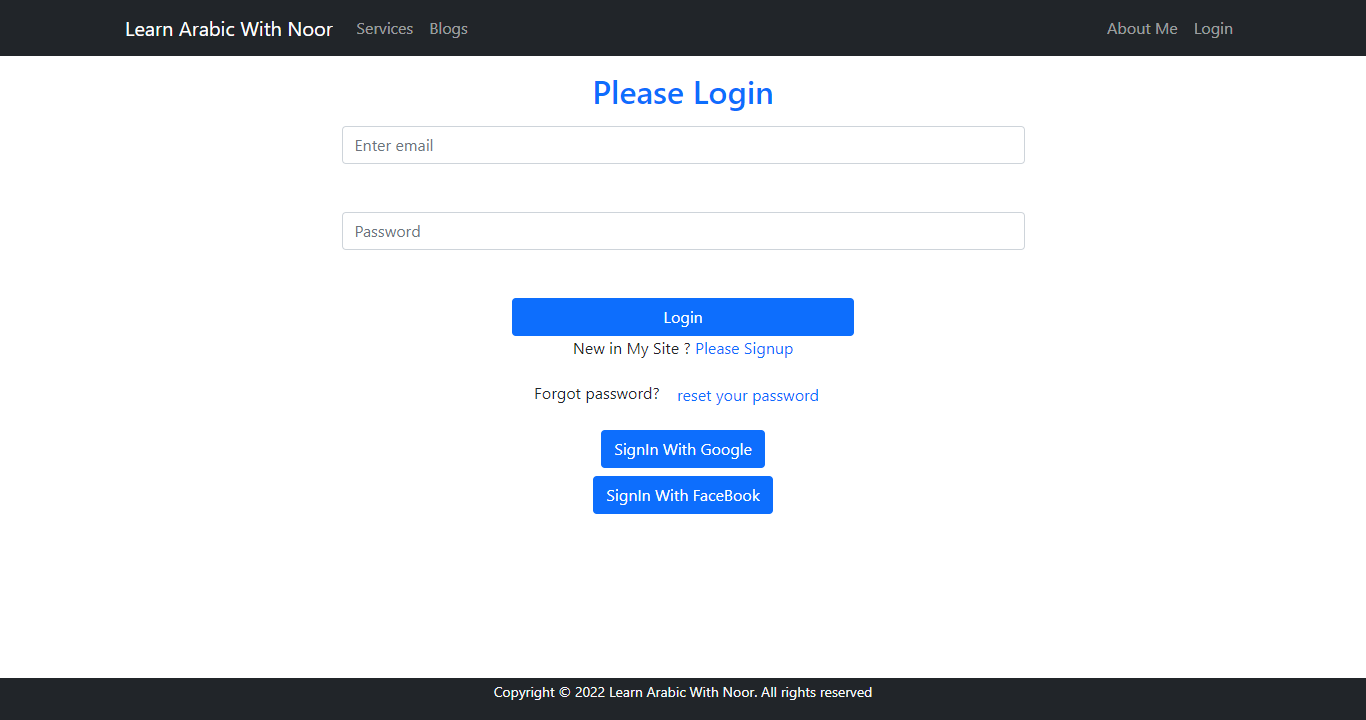 Learn Arabic With Noor Services Blogs About Me Login
Please Login
Enter email
Password
Login
New in My Site ? Please Signup
Forgot password? reset your password
SignIn With Google
SignIn With FaceBook
Copyright © 2022 Learn Arabic With Noor. All rights reserved